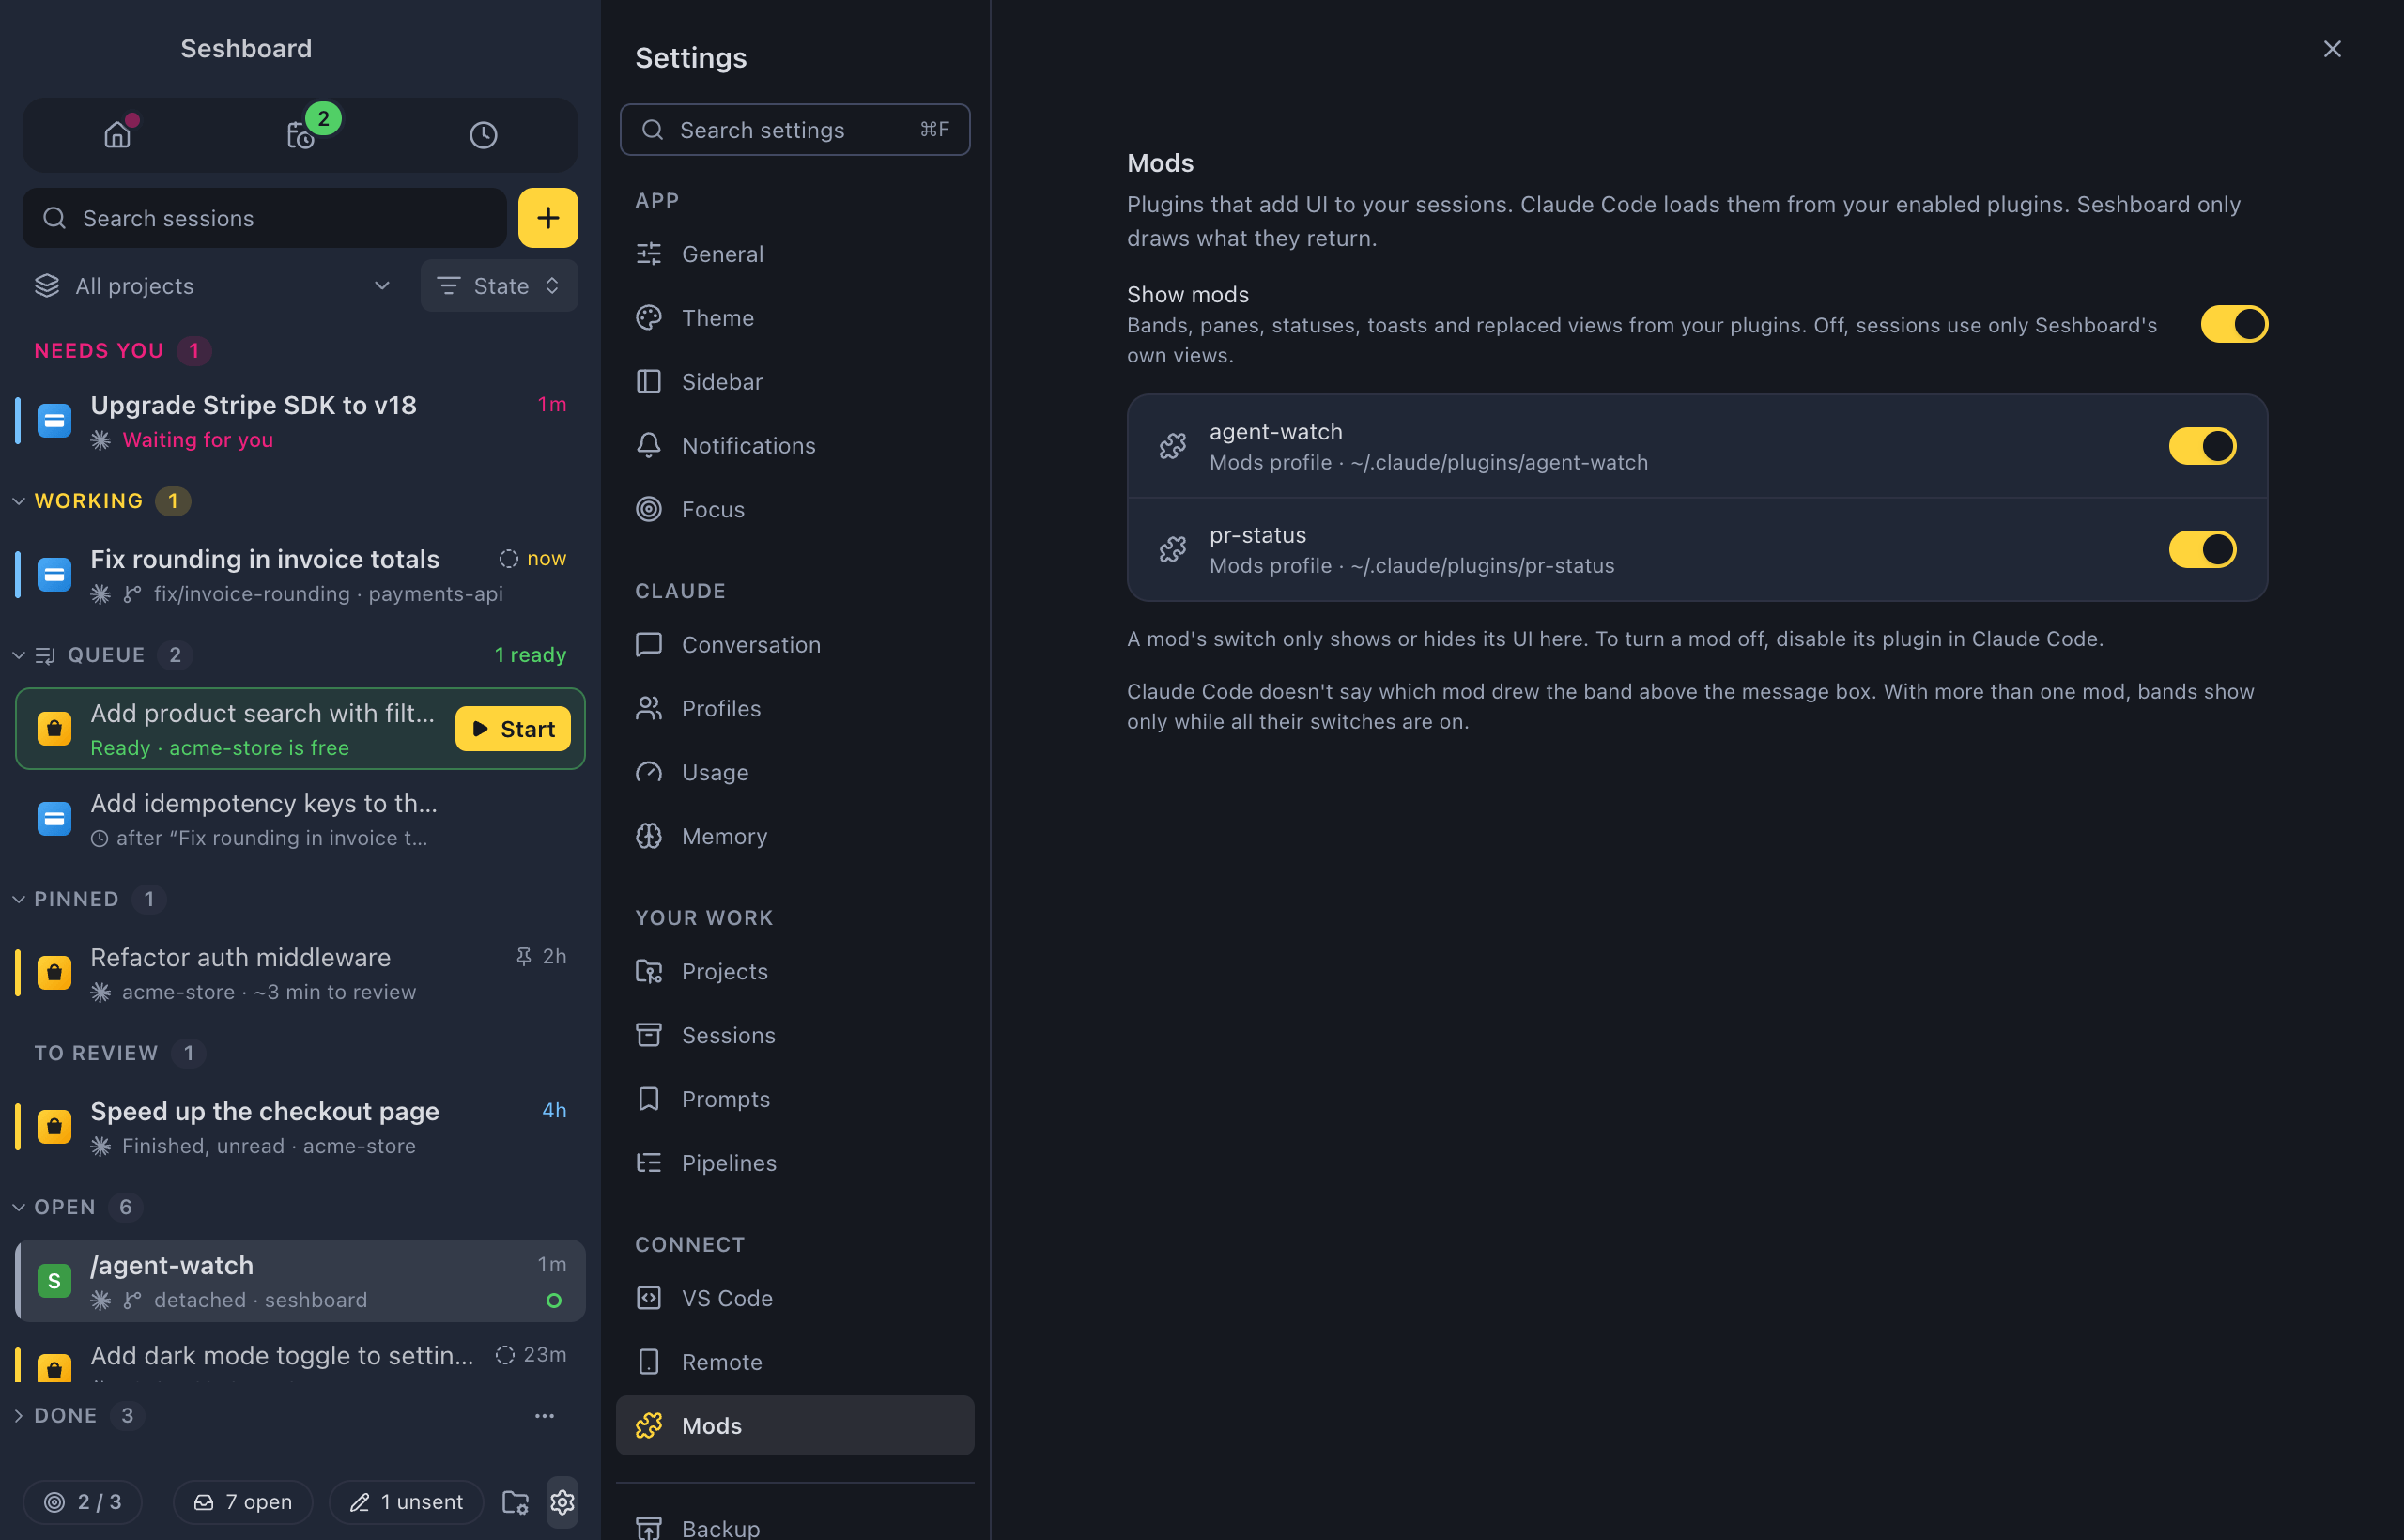 Seshboard
2
Search sessions
All projects
State
NEEDS YOU 1
Upgrade Stripe SDK to v18 1m
Waiting for you
WORKING 1
Fix rounding in invoice totals now
fix/invoice-rounding · payments-api
QUEUE 2 1 ready
Add product search with filt...
Ready · acme-store is free
Start
Add idempotency keys to th...
after “Fix rounding in invoice t...
PINNED 1
Refactor auth middleware 2h
acme-store · ~3 min to review
TO REVIEW 1
Speed up the checkout page 4h
Finished, unread · acme-store
OPEN 6
S
/agent-watch 1m
detached · seshboard
Add dark mode toggle to settin... 23m
DONE 3
2 / 3
7 open
1 unsent
Settings
Search settings ⌘F
APP
General
Theme
Sidebar
Notifications
Focus
CLAUDE
Conversation
Profiles
Usage
Memory
YOUR WORK
Projects
Sessions
Prompts
Pipelines
CONNECT
VS Code
Remote
Mods
Backup
Mods
Plugins that add UI to your sessions. Claude Code loads them from your enabled plugins. Seshboard only
draws what they return.
Show mods
Bands, panes, statuses, toasts and replaced views from your plugins. Off, sessions use only Seshboard's
own views.
agent-watch
Mods profile · ~/.claude/plugins/agent-watch
pr-status
Mods profile · ~/.claude/plugins/pr-status
A mod's switch only shows or hides its UI here. To turn a mod off, disable its plugin in Claude Code.
Claude Code doesn't say which mod drew the band above the message box. With more than one mod, bands show
only while all their switches are on.